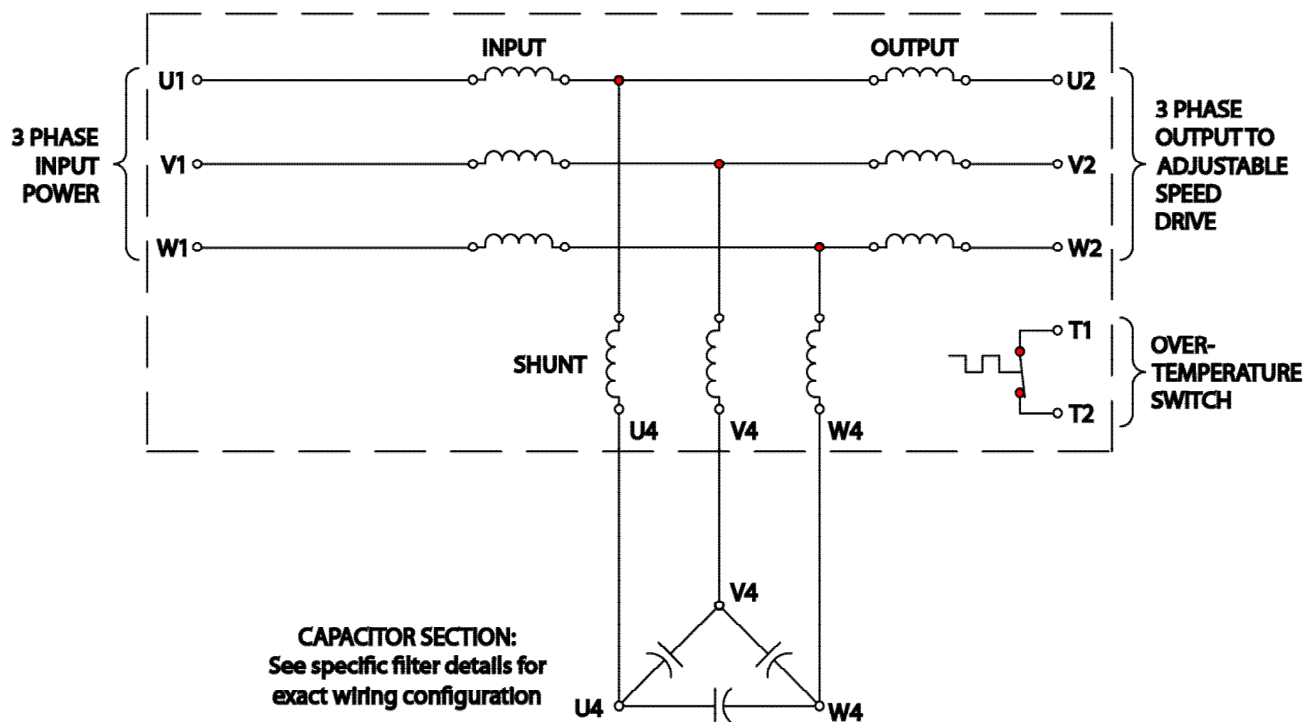 INPUT
OUTPUT
U1
U2
3 PHASE
INPUT
POWER
V1
V2
3 PHASE
OUTPUT TO
ADJUSTABLE
SPEED
DRIVE
W1
W2
SHUNT
T1
T2
OVER-
TEMPERATURE
SWITCH
U4
V4
W4
V4
CAPACITOR SECTION:
See specific filter details for
exact wiring configuration
U4
W4